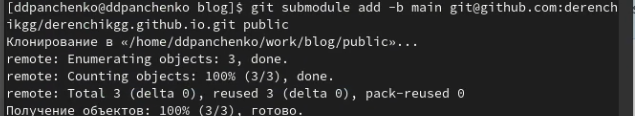 [ddpanchenko@ddpanchenko blog]$ git submodule add -b main git@github.com:derench
ikgg/derenchikgg.github.io.git public
Клонирование в «/home/ddpanchenko/work/blog/public»...
remote: Enumerating objects: 3, done.
remote: Counting objects: 100% (3/3), done.
remote: Total 3 (delta 0), reused 3 (delta 0), pack-reused 0
Получение объектов: 100% (3/3), готово.